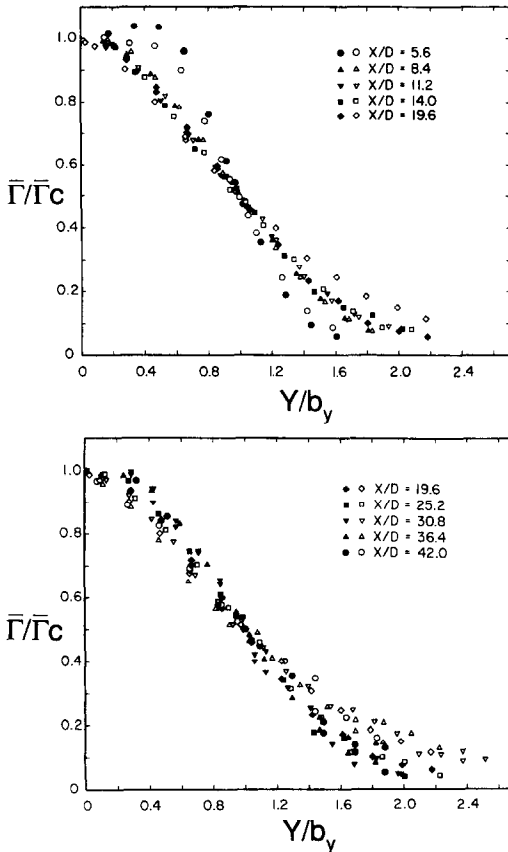 1.0
0.8
0.6
0.4
0.2
0
Γ̅/Γ̅c
● ○ X/D = 5.6
▲ △ X/D = 8.4
▼ ▽ X/D = 11.2
■ □ X/D = 14.0
◆ ◇ X/D = 19.6
0 0.4 0.8 1.2 1.6 2.0 2.4
Y/b_y
1.0
0.8
0.6
0.4
0.2
0
Γ̅/Γ̅c
◆ ◇ X/D = 19.6
■ □ X/D = 25.2
▼ ▽ X/D = 30.8
▲ △ X/D = 36.4
● ○ X/D = 42.0
0 0.4 0.8 1.2 1.6 2.0 2.4
Y/b_y